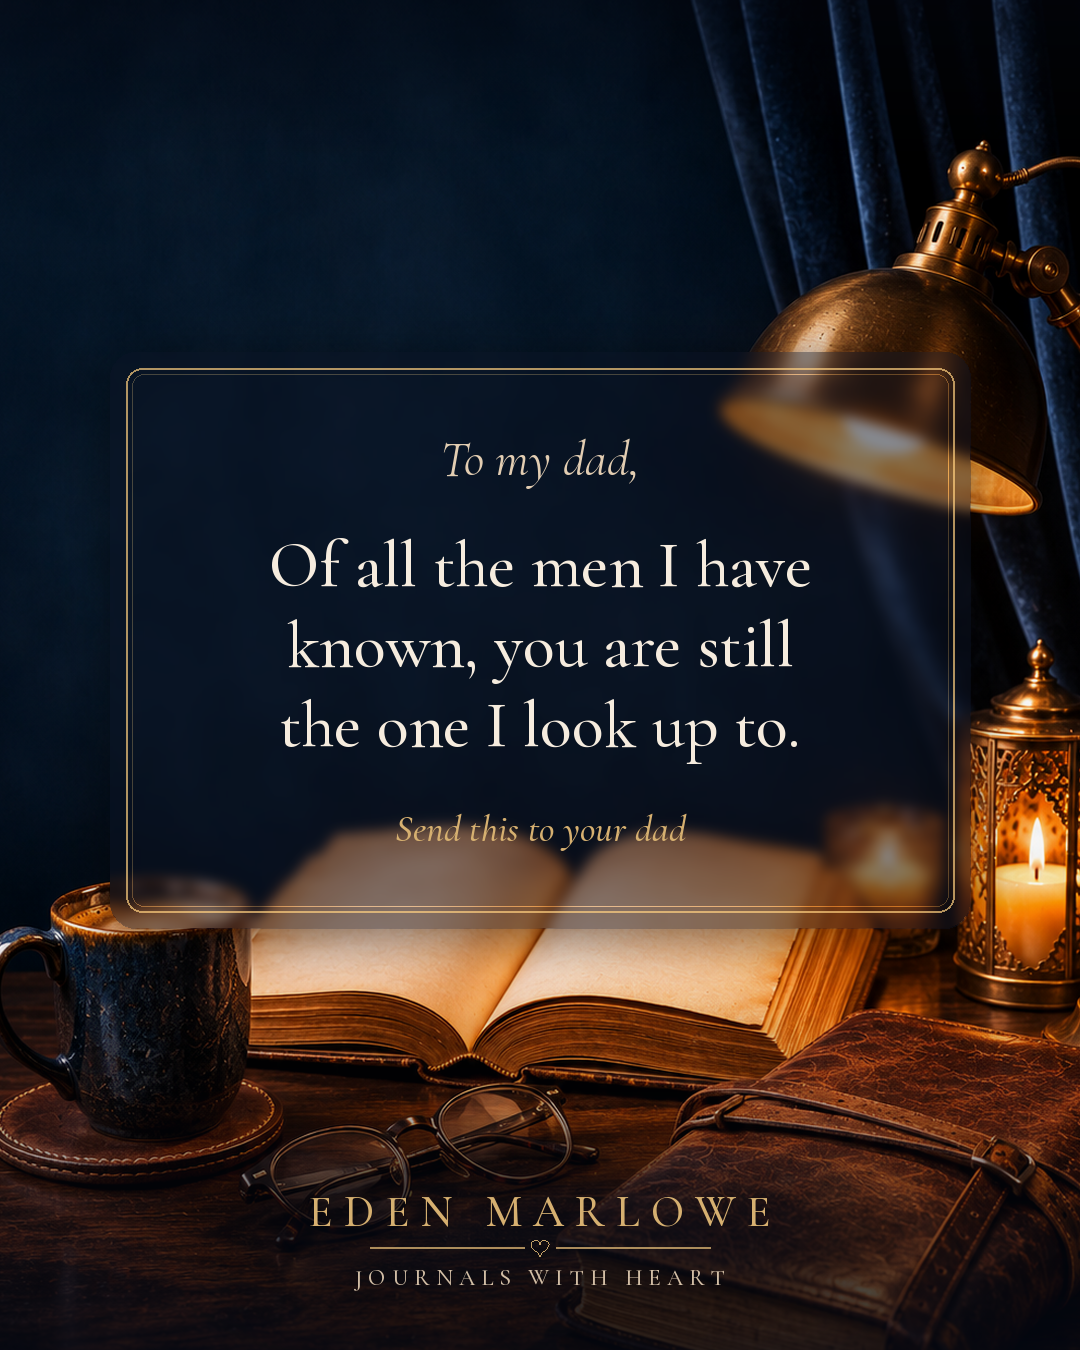 To my dad,
Of all the men I have
known, you are still
the one I look up to.
Send this to your dad
EDEN MARLOWE
JOURNALS WITH HEART